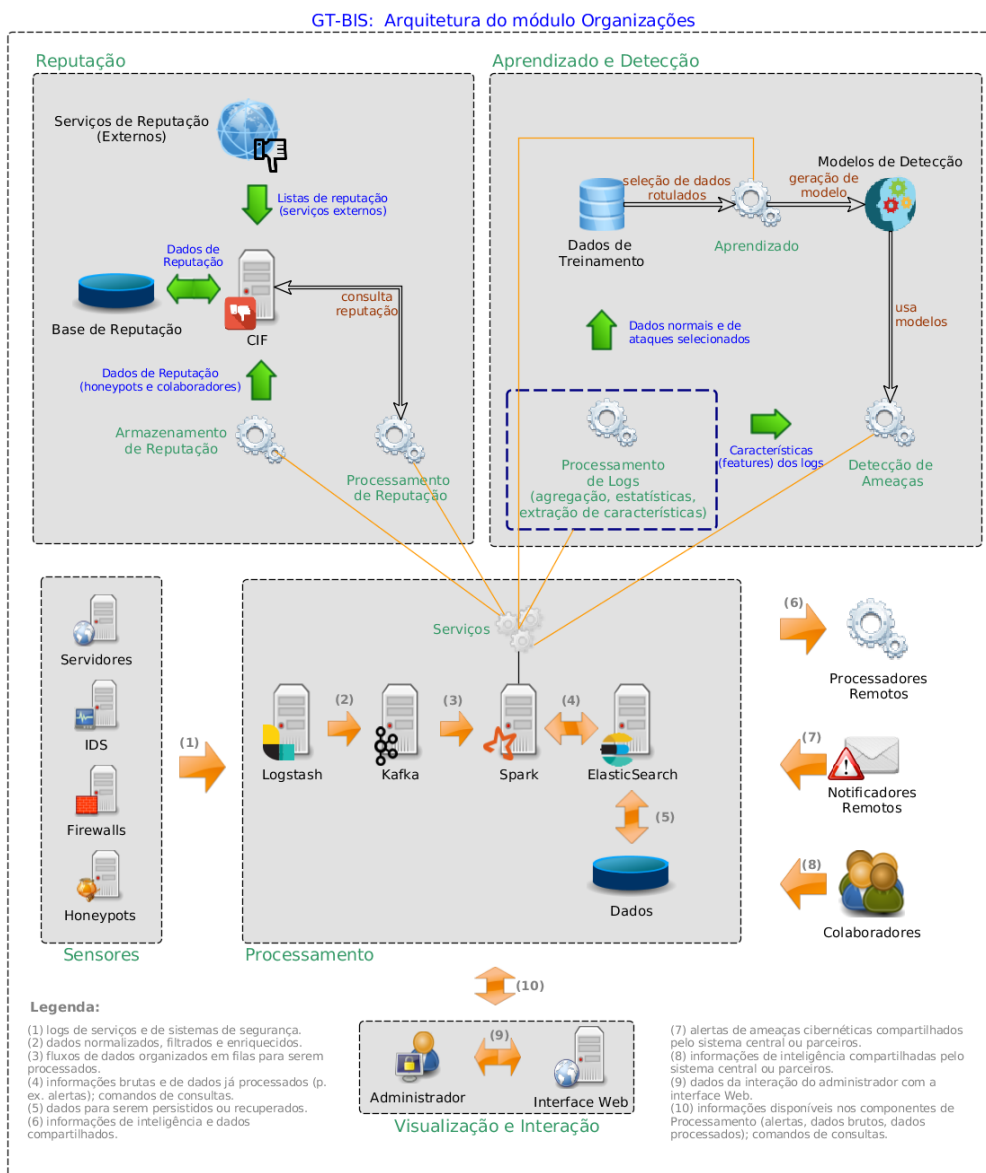 GT-BIS: Arquitetura do módulo Organizações
Reputação
Serviços de Reputação
(Externos)
Listas de reputação
(serviços externos)
Dados de
Reputação
Base de Reputação
CIF
consulta
reputação
Dados de Reputação
(honeypots e colaboradores)
Armazenamento
de Reputação
Processamento
de Reputação
Aprendizado e Detecção
Modelos de Detecção
seleção de dados
rotulados
geração de
modelo
Dados de
Treinamento
Aprendizado
usa
modelos
Dados normais e de
ataques selecionados
Processamento
de Logs
(agregação, estatísticas,
extração de características)
Características
(features) dos logs
Detecção de
Ameaças
Servidores
IDS
Firewalls
Honeypots
Sensores
(1)
Serviços
(2)
(3)
(4)
Logstash
Kafka
Spark
ElasticSearch
(5)
Dados
Processamento
(6)
Processadores
Remotos
(7)
Notificadores
Remotos
(8)
Colaboradores
(10)
(9)
Administrador
Interface Web
Visualização e Interação
Legenda:
(1) logs de serviços e de sistemas de segurança.
(2) dados normalizados, filtrados e enriquecidos.
(3) fluxos de dados organizados em filas para serem
processados.
(4) informações brutas e de dados já processados (p.
ex. alertas); comandos de consultas.
(5) dados para serem persistidos ou recuperados.
(6) informações de inteligência e dados
compartilhados.
(7) alertas de ameaças cibernéticas compartilhados
pelo sistema central ou parceiros.
(8) informações de inteligência compartilhadas pelo
sistema central ou parceiros.
(9) dados da interação do administrador com a
interface Web.
(10) informações disponíveis nos componentes de
Processamento (alertas, dados brutos, dados
processados); comandos de consultas.